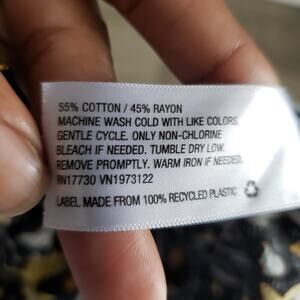 55% COTTON / 45% RAYON
MACHINE WASH COLD WITH LIKE COLORS.
GENTLE CYCLE. ONLY NON-CHLORINE
BLEACH IF NEEDED. TUMBLE DRY LOW.
REMOVE PROMPTLY. WARM IRON IF NEEDED.
RN17730 VN1973122
LABEL MADE FROM 100% RECYCLED PLASTIC